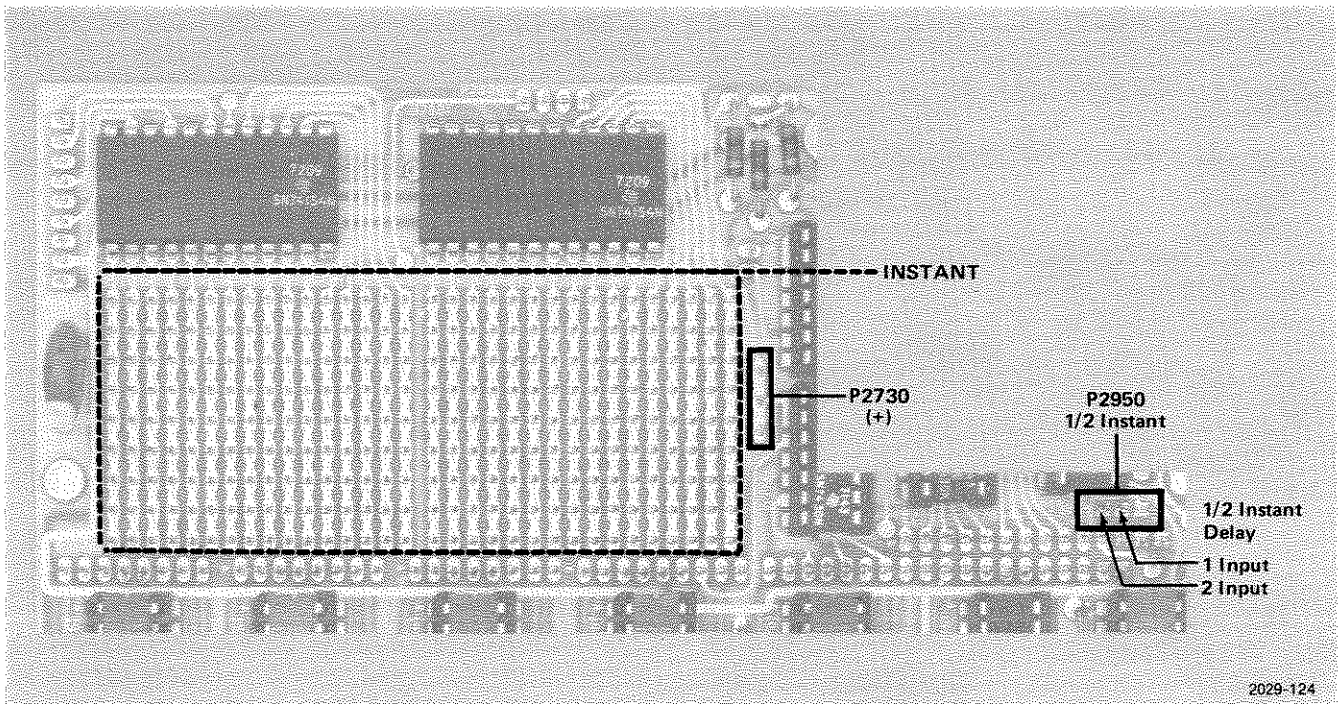 INSTANT
P2730
(+)
P2950
1/2 Instant
1/2 Instant
Delay
1 Input
2 Input
2029-124